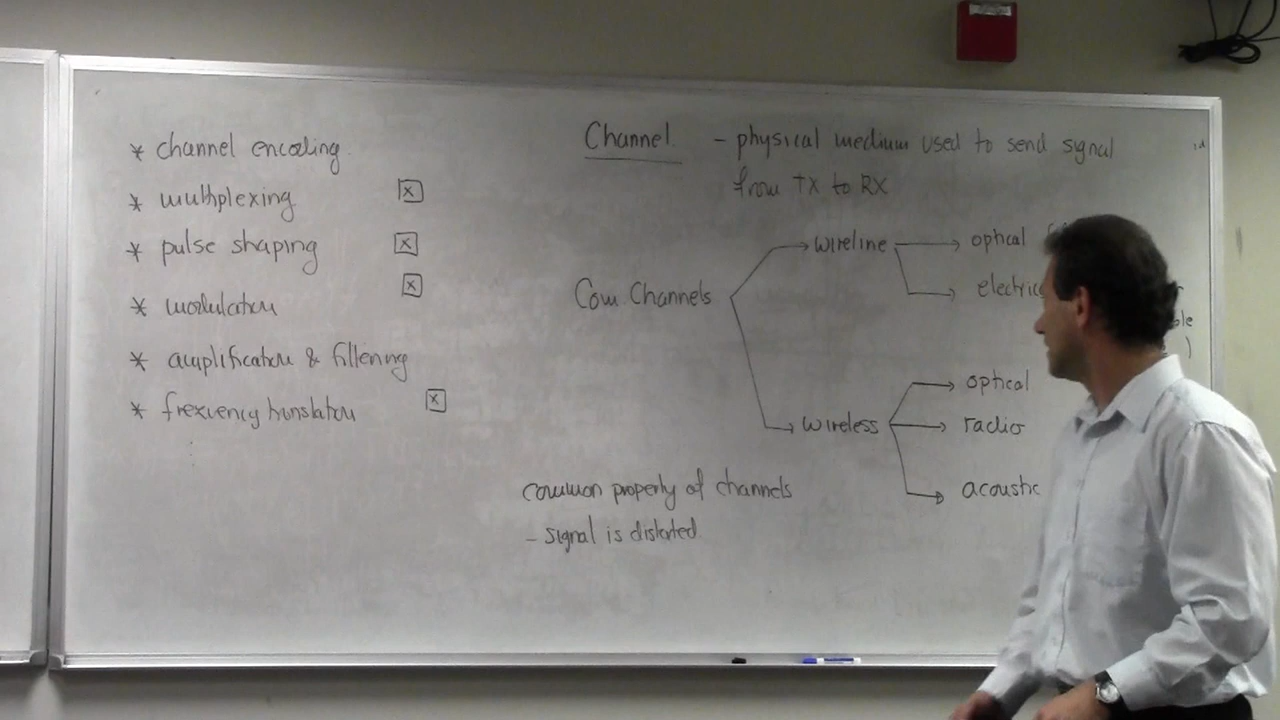 * channel encoding
* multiplexing [x]
* pulse shaping [x]
* modulation [x]
* amplification & filtering
* frequency translation [x]
Channel - physical medium used to send signal
from TX to RX
Com Channels
wireline
optical
wireless
optical
radio
acoustic
common property of channels
- signal is distorted